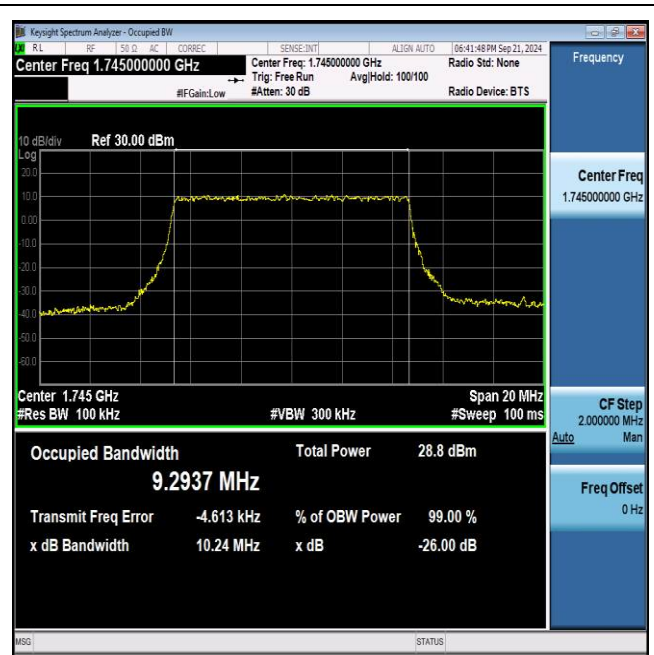 Keysight Spectrum Analyzer - Occupied BW
LXI RL RF 50 Ω AC CORREC SENSE:INT ALIGN AUTO 06:41:48 PM Sep 21, 2024
Center Freq 1.745000000 GHz
Center Freq: 1.745000000 GHz Radio Std: None
Trig: Free Run Avg|Hold: 100/100
#IFGain:Low #Atten: 30 dB Radio Device: BTS
10 dB/div Ref 30.00 dBm
Log
20.0
10.0
0.00
-10.0
-20.0
-30.0
-40.0
-50.0
-60.0
Center 1.745 GHz Span 20 MHz
#Res BW 100 kHz #VBW 300 kHz #Sweep 100 ms
Occupied Bandwidth Total Power 28.8 dBm
9.2937 MHz
Transmit Freq Error -4.613 kHz % of OBW Power 99.00 %
x dB Bandwidth 10.24 MHz x dB -26.00 dB
MSG STATUS
Frequency
Center Freq
1.745000000 GHz
CF Step
2.000000 MHz
Auto Man
Freq Offset
0 Hz